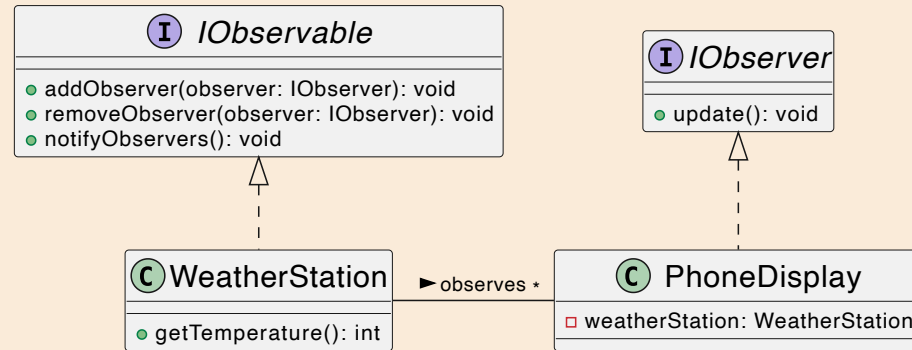 I IObservable
addObserver(observer: IObserver): void
removeObserver(observer: IObserver): void
notifyObservers(): void
I IObserver
update(): void
C WeatherStation
getTemperature(): int
observes *
C PhoneDisplay
weatherStation: WeatherStation